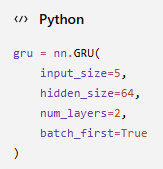 </> Python
gru = nn.GRU(
    input_size=5,
    hidden_size=64,
    num_layers=2,
    batch_first=True
)